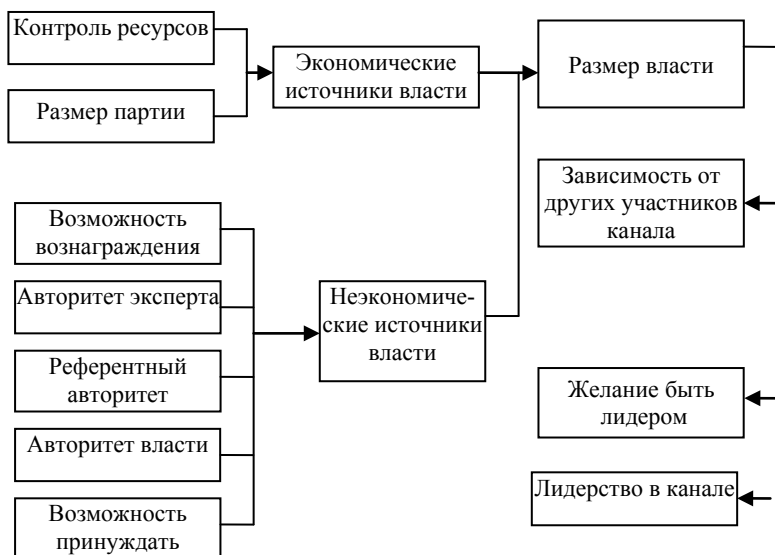 Контроль ресурсов
Размер партии
Экономические
источники власти
Размер власти
Зависимость от
других участников
канала
Возможность
вознаграждения
Авторитет эксперта
Референтный
авторитет
Авторитет власти
Возможность
принуждать
Неэкономиче-
ские источники
власти
Желание быть
лидером
Лидерство в канале